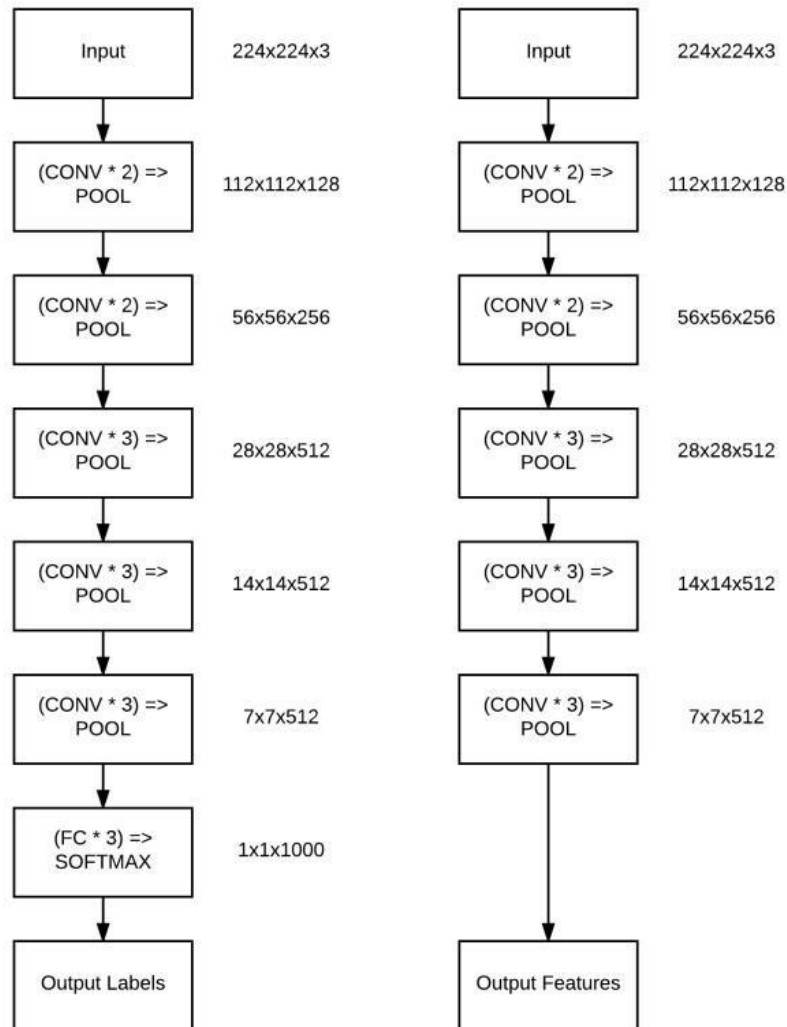 Input
224x224x3
(CONV * 2) =>
POOL
112x112x128
(CONV * 2) =>
POOL
56x56x256
(CONV * 3) =>
POOL
28x28x512
(CONV * 3) =>
POOL
14x14x512
(CONV * 3) =>
POOL
7x7x512
(FC * 3) =>
SOFTMAX
1x1x1000
Output Labels
Input
224x224x3
(CONV * 2) =>
POOL
112x112x128
(CONV * 2) =>
POOL
56x56x256
(CONV * 3) =>
POOL
28x28x512
(CONV * 3) =>
POOL
14x14x512
(CONV * 3) =>
POOL
7x7x512
Output Features